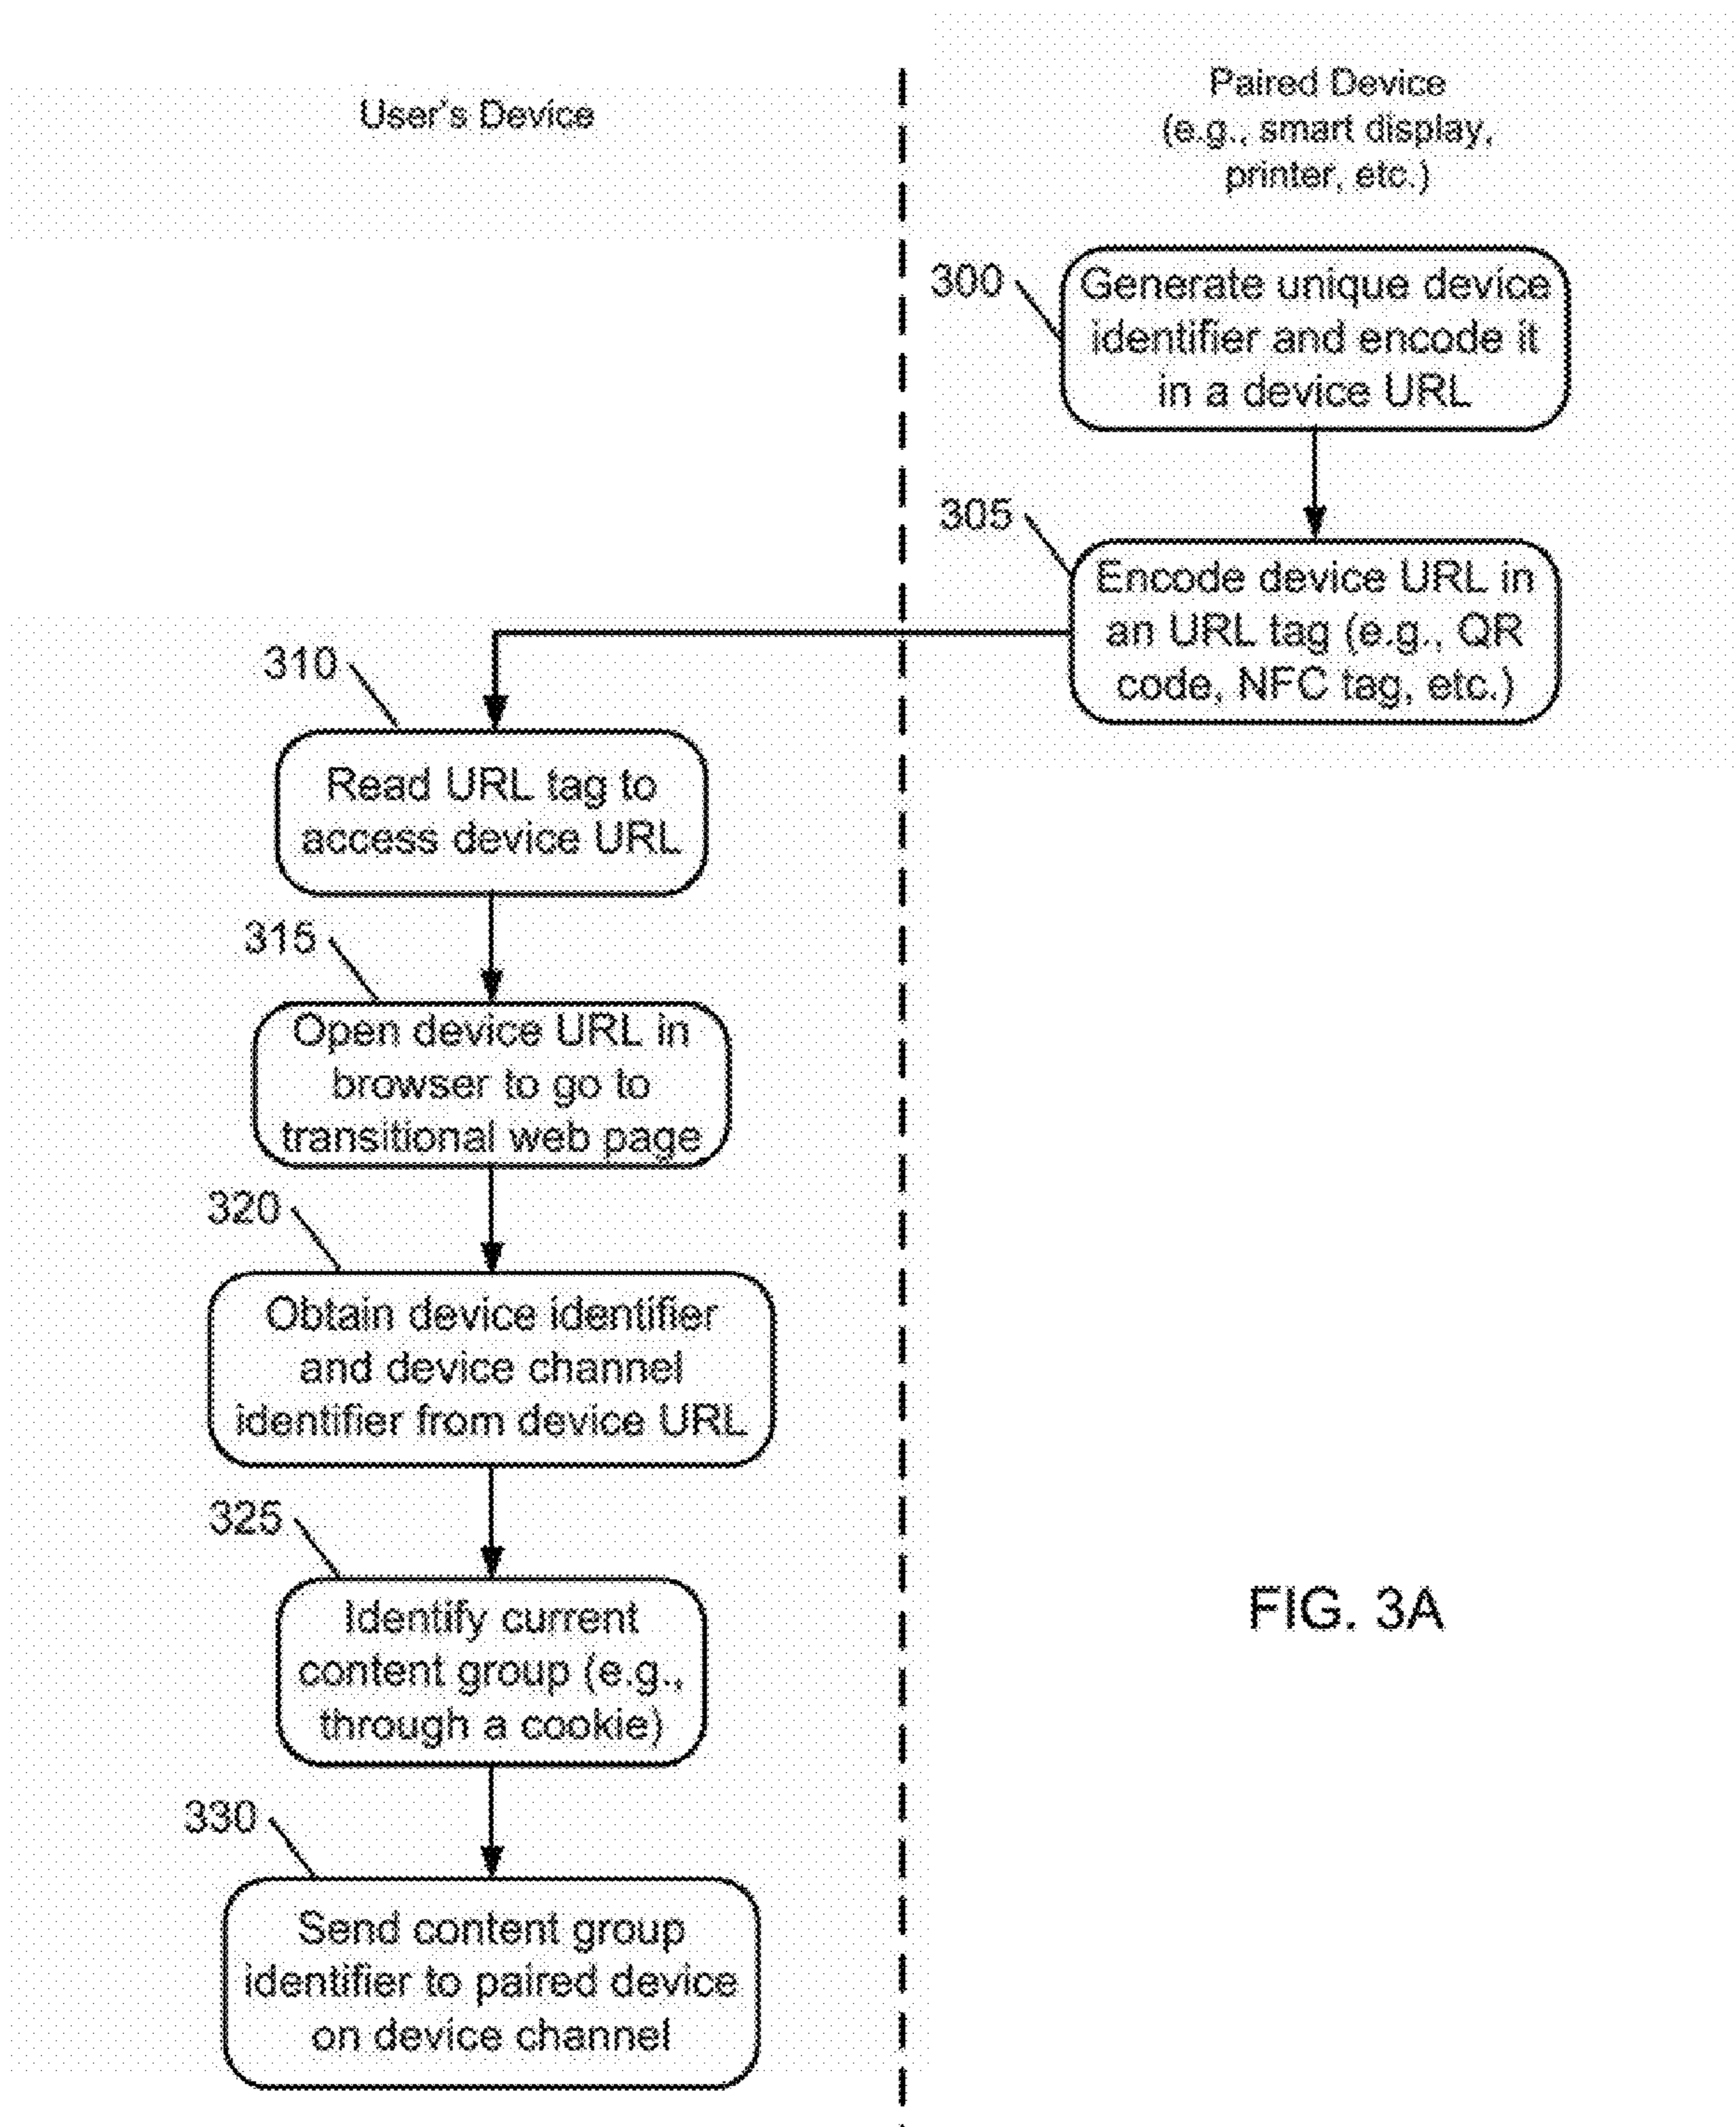 User's Device
Paired Device
(e.g., smart display,
printer, etc.)
300
Generate unique device
identifier and encode it
in a device URL
305
Encode device URL in
an URL tag (e.g., QR
code, NFC tag, etc.)
310
Read URL tag to
access device URL
315
Open device URL in
browser to go to
transitional web page
320
Obtain device identifier
and device channel
identifier from device URL
325
Identify current
content group (e.g.,
through a cookie)
330
Send content group
identifier to paired device
on device channel
FIG. 3A